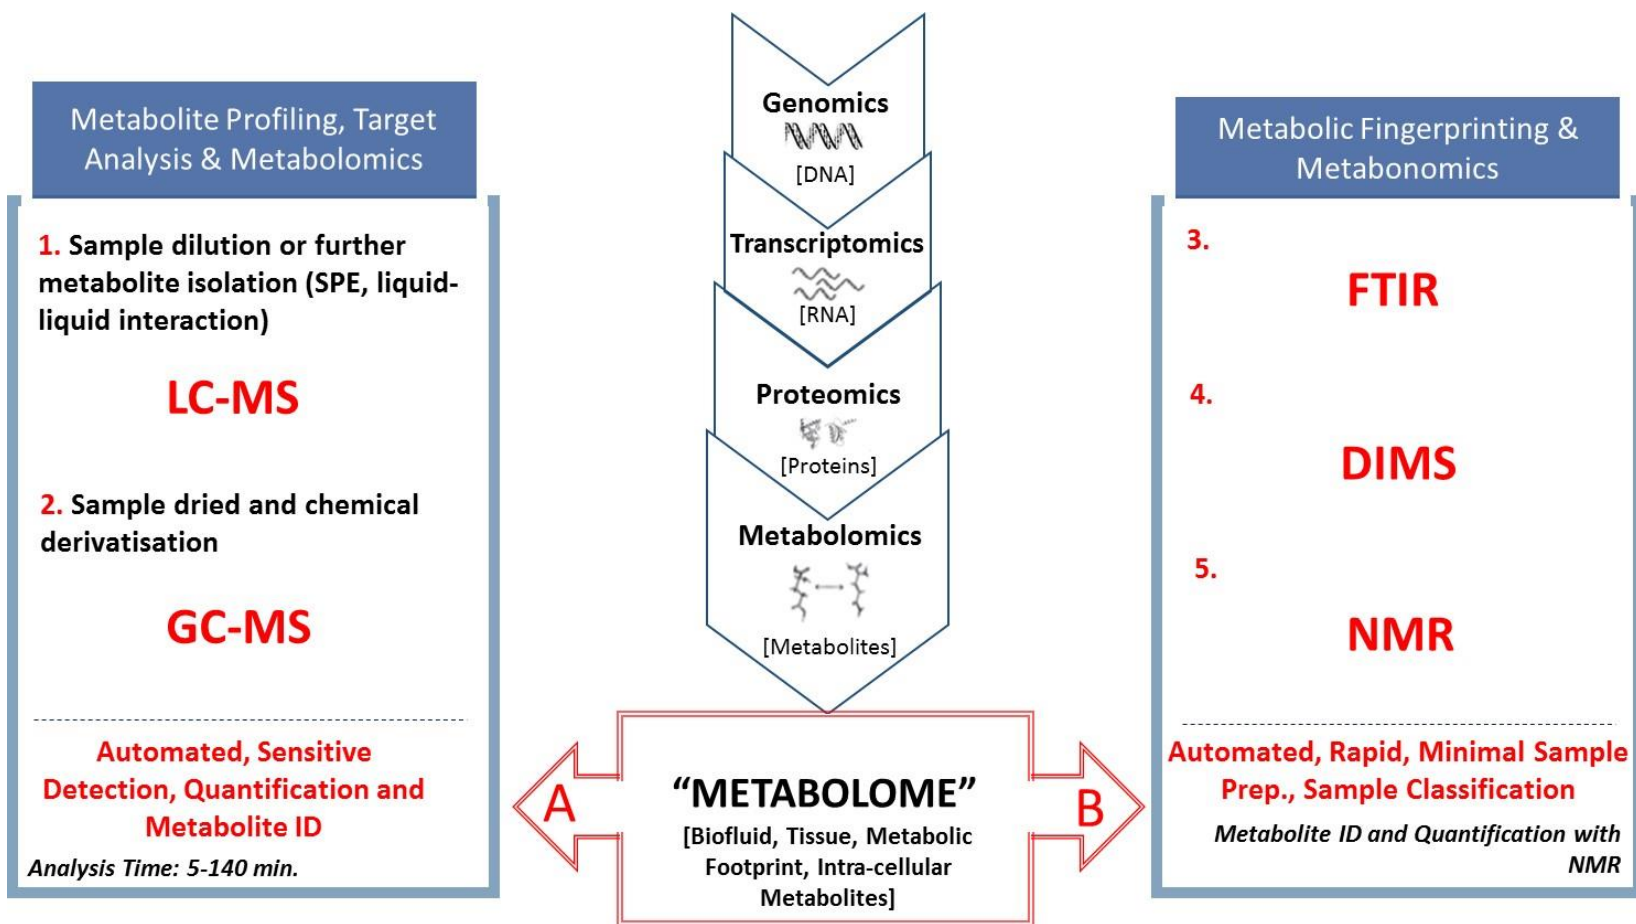 Metabolite Profiling, Target
Analysis & Metabolomics
1. Sample dilution or further
metabolite isolation (SPE, liquid-
liquid interaction)
LC-MS
2. Sample dried and chemical
derivatisation
GC-MS
Automated, Sensitive
Detection, Quantification and
Metabolite ID
Analysis Time: 5-140 min.
Genomics
[DNA]
Transcriptomics
[RNA]
Proteomics
[Proteins]
Metabolomics
[Metabolites]
A
“METABOLOME”
[Biofluid, Tissue, Metabolic
Footprint, Intra-cellular
Metabolites]
B
Metabolic Fingerprinting &
Metabonomics
3.
FTIR
4.
DIMS
5.
NMR
Automated, Rapid, Minimal Sample
Prep., Sample Classification
Metabolite ID and Quantification with
NMR